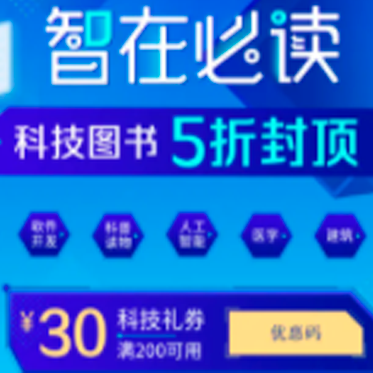 智在必读
科技图书 5折封顶
软件开发 科普读物 人工智能 医学 建筑
¥30 科技礼券 满200可用 优惠码